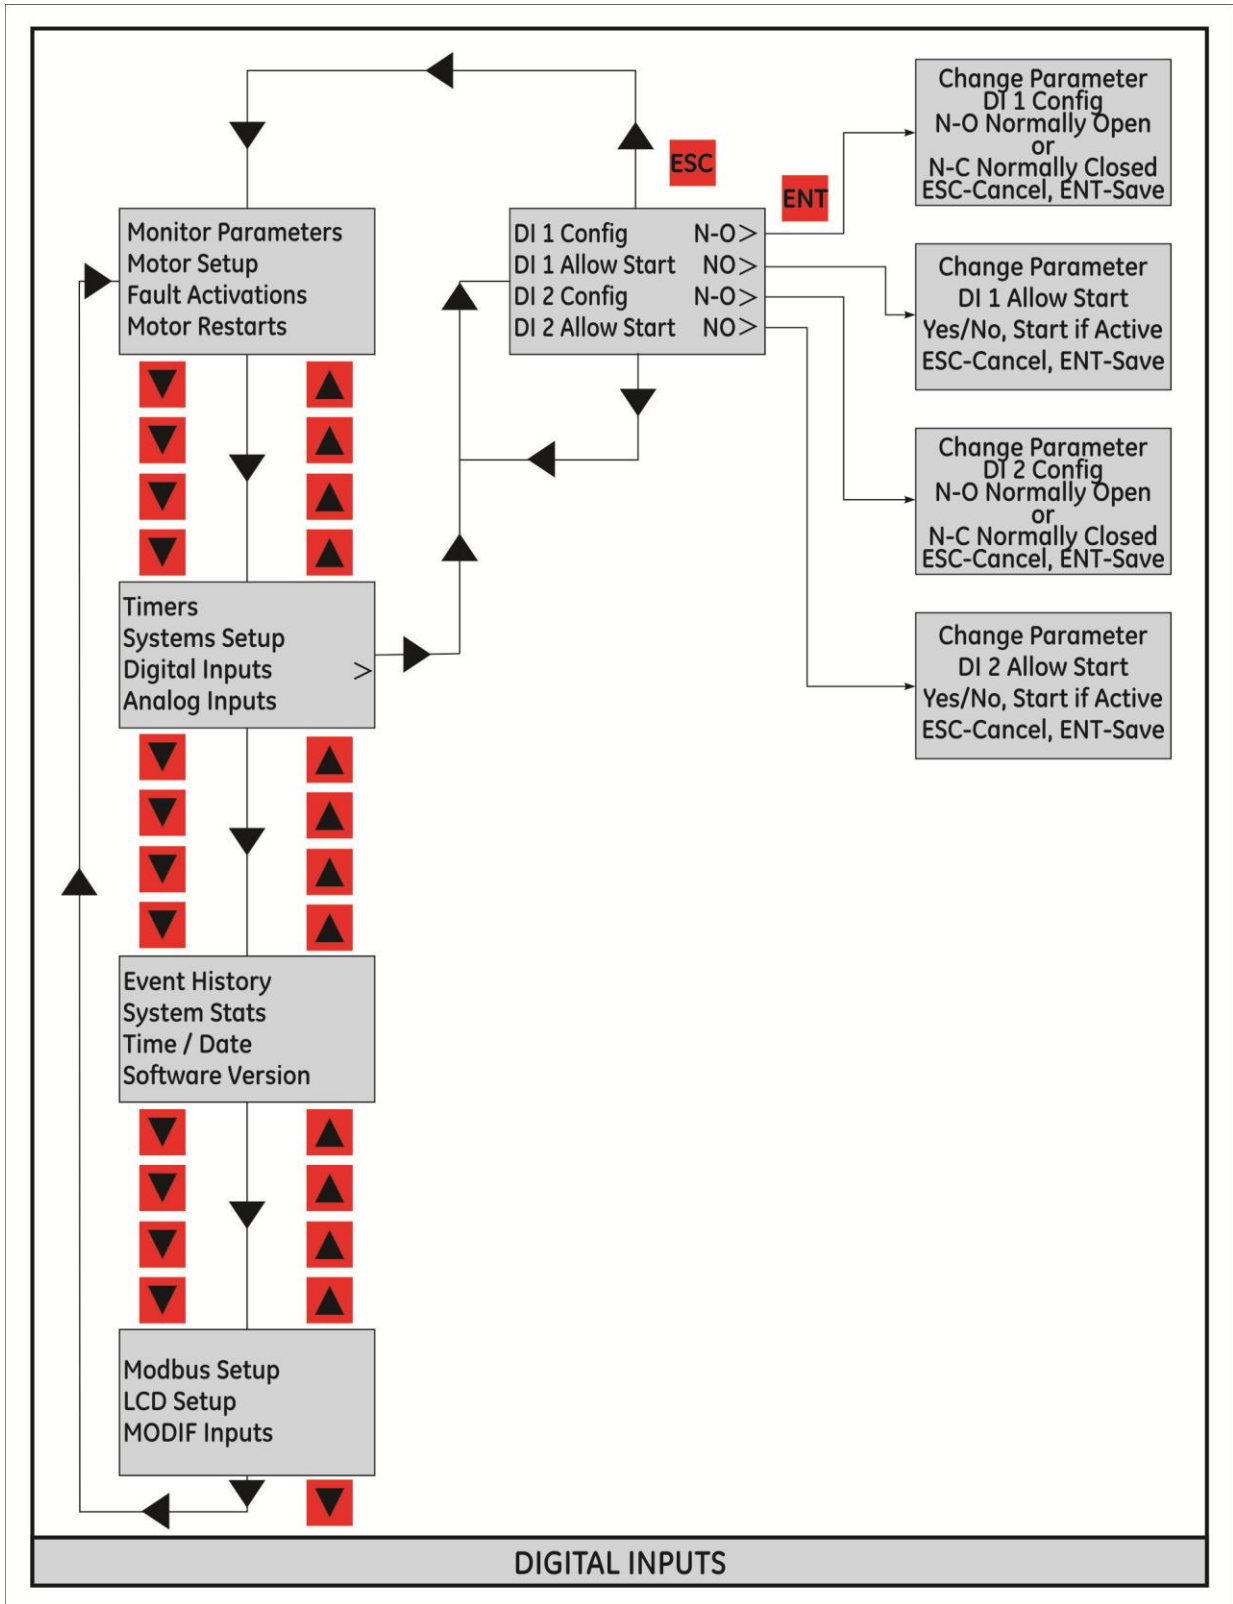 ESC
ENT
Monitor Parameters
Motor Setup
Fault Activations
Motor Restarts
DI 1 Config N-O>
DI 1 Allow Start NO>
DI 2 Config N-O>
DI 2 Allow Start NO>
Change Parameter
DI 1 Config
N-O Normally Open
or
N-C Normally Closed
ESC-Cancel, ENT-Save
Change Parameter
DI 1 Allow Start
Yes/No, Start if Active
ESC-Cancel, ENT-Save
Change Parameter
DI 2 Config
N-O Normally Open
or
N-C Normally Closed
ESC-Cancel, ENT-Save
Change Parameter
DI 2 Allow Start
Yes/No, Start if Active
ESC-Cancel, ENT-Save
Timers
Systems Setup
Digital Inputs >
Analog Inputs
Event History
System Stats
Time / Date
Software Version
Modbus Setup
LCD Setup
MODIF Inputs
DIGITAL INPUTS